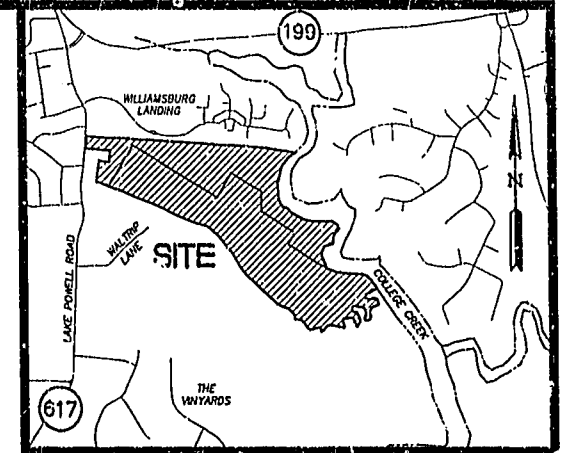 199
WILLIAMSBURG
LANDING
N
WALTRIP
LANE
SITE
LAKE POWELL ROAD
COLLEGE CREEK
THE
VINYARDS
617